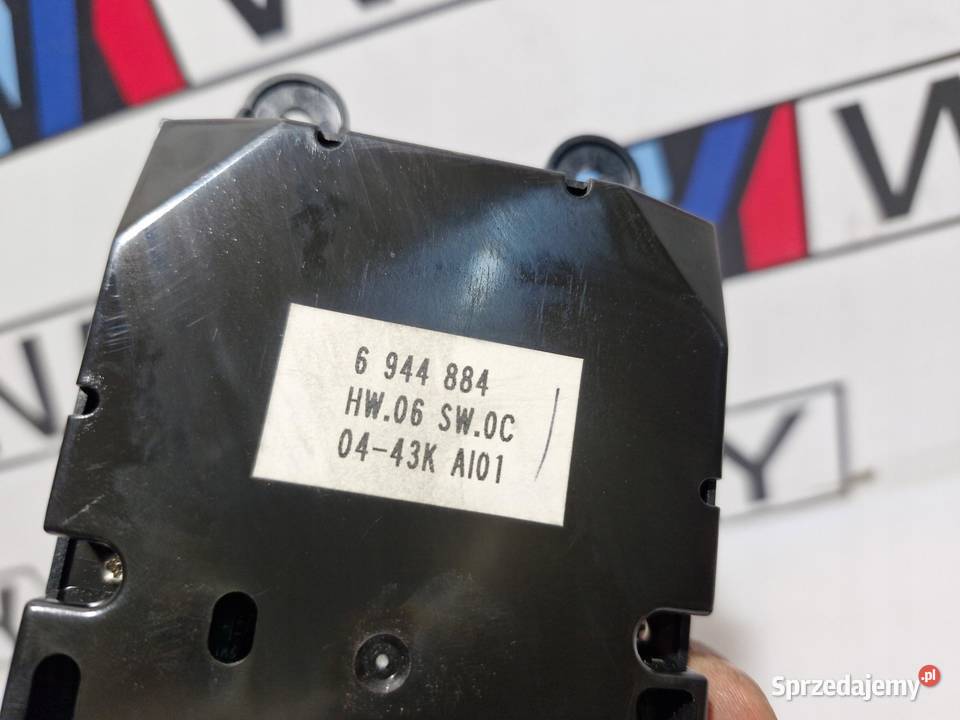 6 944 884
HW.06 SW.0C
04-43K AI01
Sprzedajemy.pl